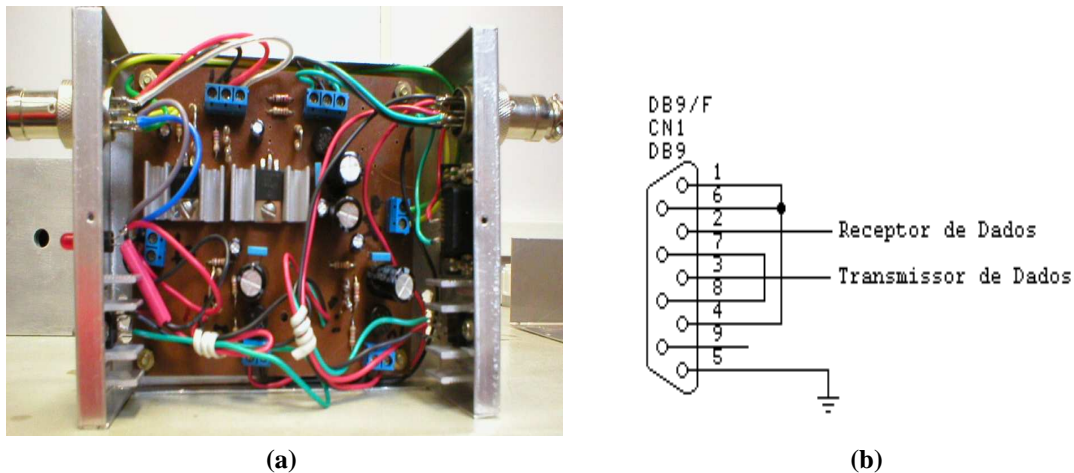 DB9/F
CN1
DB9
1
6
2
Receptor de Dados
7
3
Transmissor de Dados
8
4
9
5
(a)
(b)